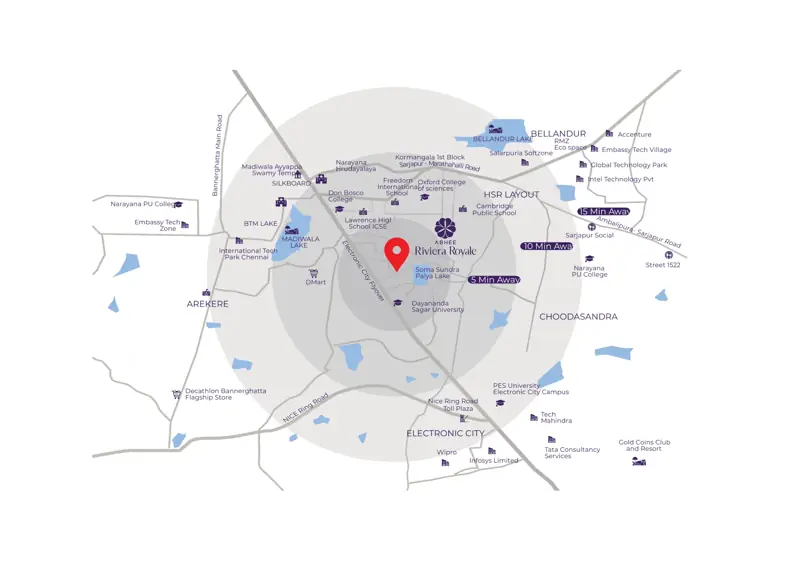 Bannerghatta Main Road
BELLANDUR LAKE
BELLANDUR
RMZ
Eco space
Accenture
Embassy Tech Village
Global Technology Park
Intel Technology Pvt
Salarpuria Softzone
Kormangala 1st Block
Sarjapur - Marathahalli Road
Narayana
Hrudayalaya
Madiwala Ayyappa
Swamy Temple
SILKBOARD
Freedom
International
School
Oxford College
of sciences
HSR LAYOUT
Don Bosco
College
Cambridge
Public School
Narayana PU College
15 Min Away
Ambalipura - Sarjapur Road
Lawrence High
School ICSE
Embassy Tech
Zone
BTM LAKE
MADIWALA
LAKE
ABHEE
Riviera Royale
Sarjapur Social
10 Min Away
International Tech
Park Chennai
Electronic City Flyover
Street 1522
Narayana
PU College
Soma Sundra
Palya Lake
5 Min Away
DMart
AREKERE
Dayananda
Sagar University
CHOODASANDRA
Decathlon Bannerghatta
Flagship Store
PES University
Electronic City Campus
NICE Ring Road
Nice Ring Road
Toll Plaza
Tech
Mahindra
ELECTRONIC CITY
Gold Coins Club
and Resort
Wipro
Infosys Limited
Tata Consultancy
Services